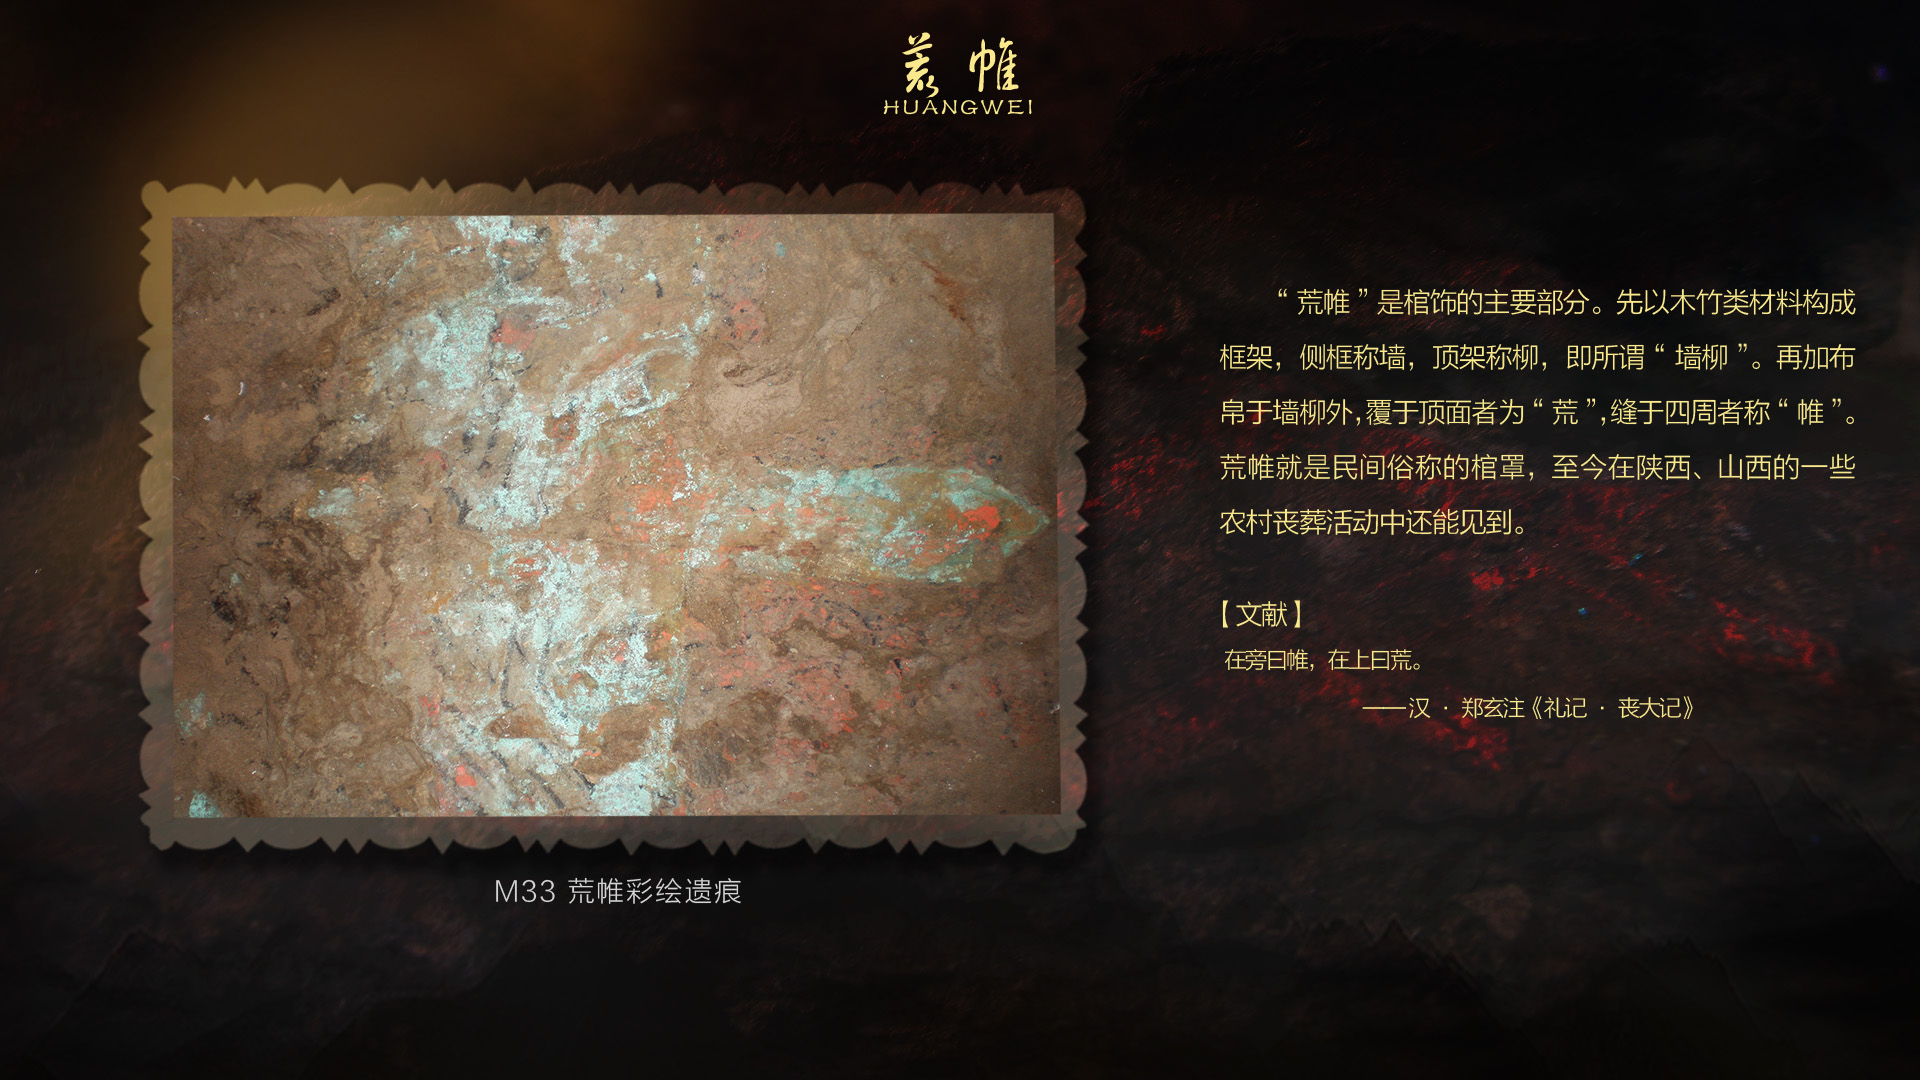 荒帷
HUANGWEI
“荒帷”是棺饰的主要部分。先以木竹类材料构成
框架，侧框称墙，顶架称柳，即所谓“墙柳”。再加布
帛于墙柳外，覆于顶面者为“荒”，缝于四周者称“帷”。
荒帷就是民间俗称的棺罩，至今在陕西、山西的一些
农村丧葬活动中还能见到。
【文献】
在旁曰帷，在上曰荒。
——汉 · 郑玄注《礼记 · 丧大记》
M33 荒帷彩绘遗痕